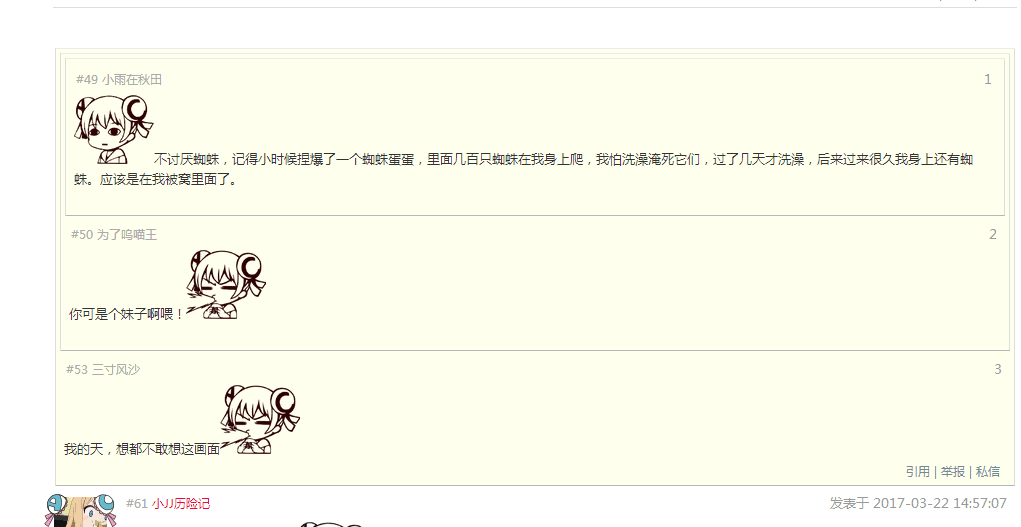 #49 小雨在秋田 1
不讨厌蜘蛛，记得小时候捏爆了一个蜘蛛蛋蛋，里面几百只蜘蛛在我身上爬，我怕洗澡淹死它们，过了几天才洗澡，后来过来很久我身上还有蜘
蛛。应该是在我被窝里面了。
#50 为了呜喵王 2
你可是个妹子啊喂！
#53 三寸风沙 3
我的天，想都不敢想这画面
引用 | 举报 | 私信
#61 小JJ历险记 发表于 2017-03-22 14:57:07